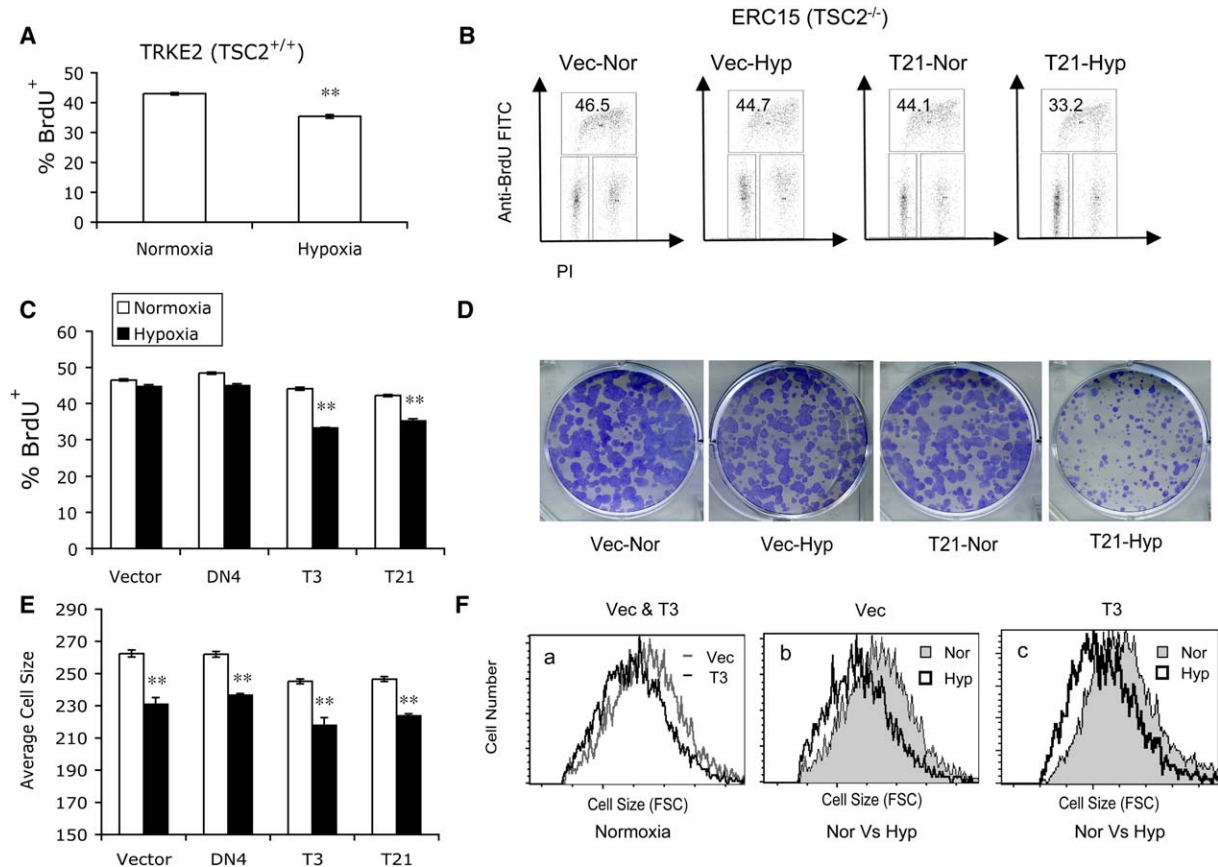 A
TRKE2 (TSC2+/+)
% BrdU+
50
40
30
20
10
0
**
Normoxia
Hypoxia
B
ERC15 (TSC2-/-)
Vec-Nor
Vec-Hyp
T21-Nor
T21-Hyp
46.5
44.7
44.1
33.2
Anti-BrdU FITC
PI
C
Normoxia
Hypoxia
% BrdU+
60
50
40
30
20
10
0
**
**
Vector
DN4
T3
T21
D
Vec-Nor
Vec-Hyp
T21-Nor
T21-Hyp
E
Average Cell Size
290
270
250
230
210
190
170
150
**
**
**
**
Vector
DN4
T3
T21
F
Vec & T3
Vec
T3
Cell Number
a
Vec
T3
b
Nor
Hyp
c
Nor
Hyp
Cell Size (FSC)
Cell Size (FSC)
Cell Size (FSC)
Normoxia
Nor Vs Hyp
Nor Vs Hyp